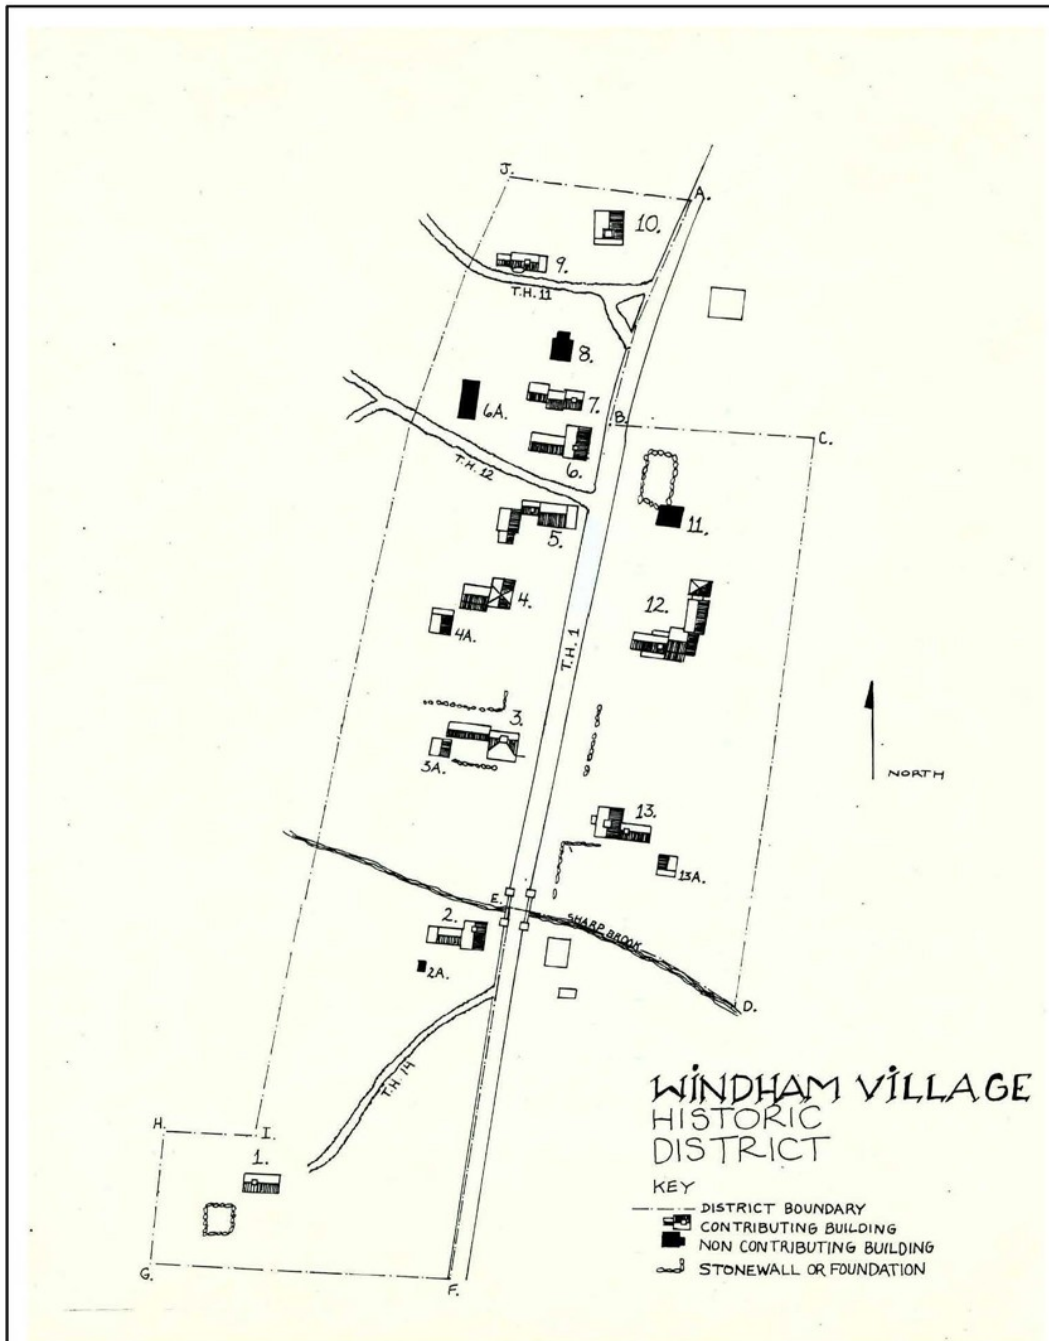 J.
A.
10.
9.
T.H. 11
8.
7.
6A.
B.
C.
6.
T.H. 12
11.
5.
4.
12.
4A.
T.H. 1
3.
3A.
NORTH
13.
13A.
E.
2.
SHARP BROOK
2A.
D.
T.H. 14
WINDHAM VILLAGE
HISTORIC
DISTRICT
H.
I.
1.
KEY
DISTRICT BOUNDARY
CONTRIBUTING BUILDING
NON CONTRIBUTING BUILDING
STONEWALL OR FOUNDATION
G.
F.